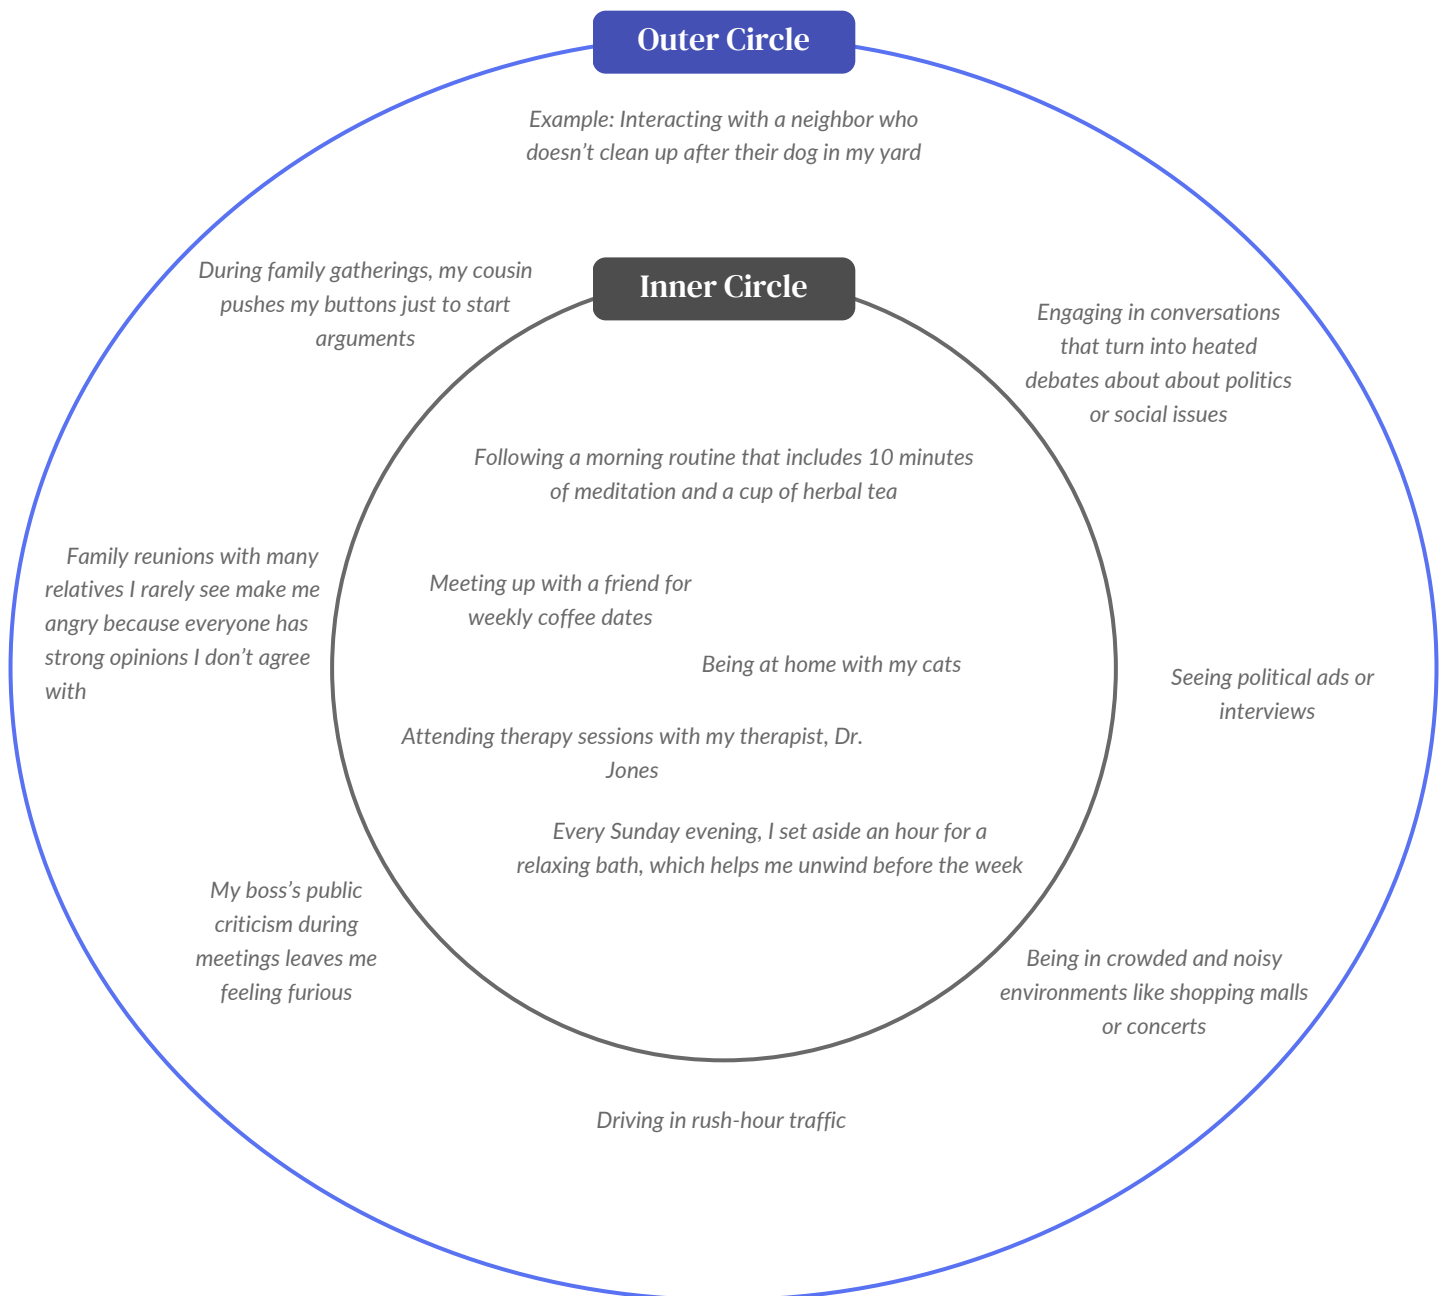 Outer Circle
Example: Interacting with a neighbor who
doesn't clean up after their dog in my yard
During family gatherings, my cousin
pushes my buttons just to start
arguments
Inner Circle
Engaging in conversations
that turn into heated
debates about about politics
or social issues
Following a morning routine that includes 10 minutes
of meditation and a cup of herbal tea
Family reunions with many
relatives I rarely see make me
angry because everyone has
strong opinions I don't agree
with
Meeting up with a friend for
weekly coffee dates
Being at home with my cats
Seeing political ads or
interviews
Attending therapy sessions with my therapist, Dr.
Jones
Every Sunday evening, I set aside an hour for a
relaxing bath, which helps me unwind before the week
My boss's public
criticism during
meetings leaves me
feeling furious
Being in crowded and noisy
environments like shopping malls
or concerts
Driving in rush-hour traffic